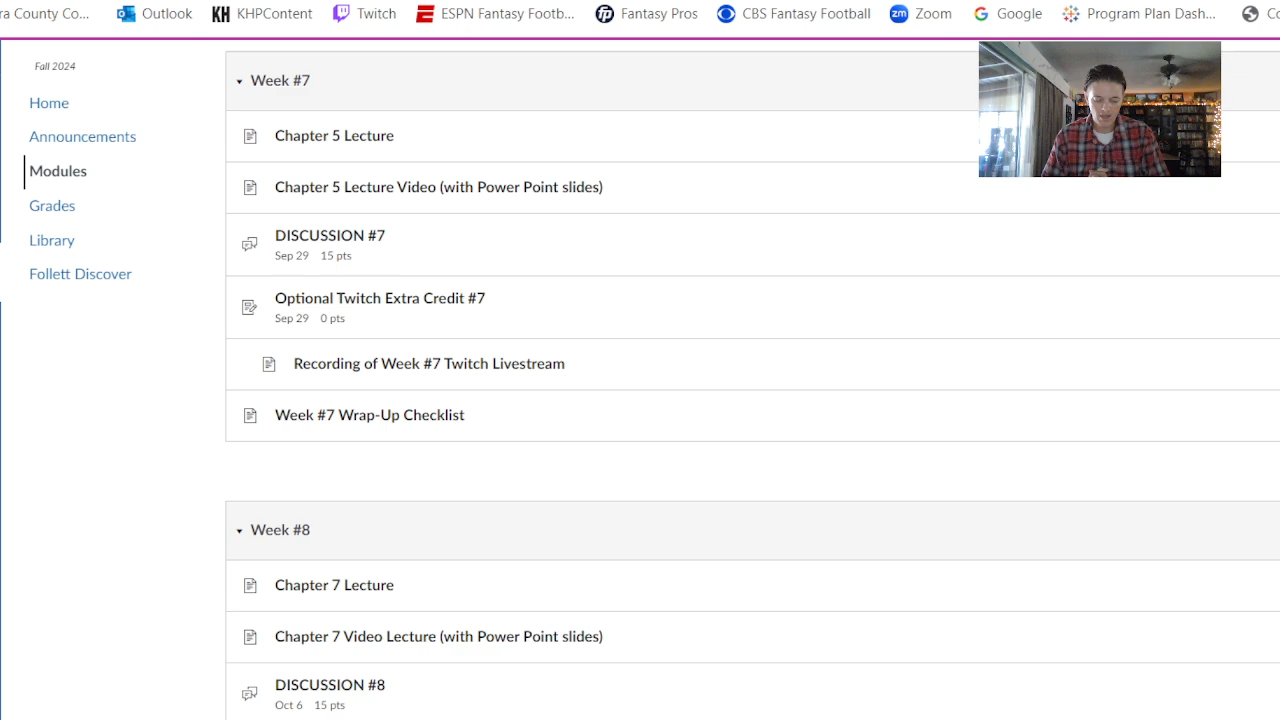 ra County Co... Outlook KH KHPContent Twitch ESPN Fantasy Footb... fp Fantasy Pros CBS Fantasy Football zm Zoom G Google Program Plan Dash... Co
Fall 2024
Home
Announcements
Modules
Grades
Library
Follett Discover
Week #7
Chapter 5 Lecture
Chapter 5 Lecture Video (with Power Point slides)
DISCUSSION #7
Sep 29 15 pts
Optional Twitch Extra Credit #7
Sep 29 0 pts
Recording of Week #7 Twitch Livestream
Week #7 Wrap-Up Checklist
Week #8
Chapter 7 Lecture
Chapter 7 Video Lecture (with Power Point slides)
DISCUSSION #8
Oct 6 15 pts